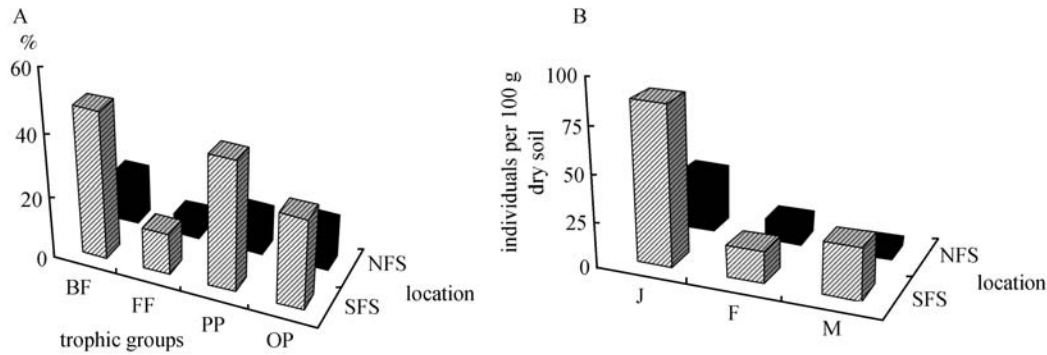 A
%
60
40
20
0
BF
FF
PP
OP
NFS
SFS
location
trophic groups
B
individuals per 100 g
dry soil
100
75
50
25
0
J
F
M
NFS
SFS
location